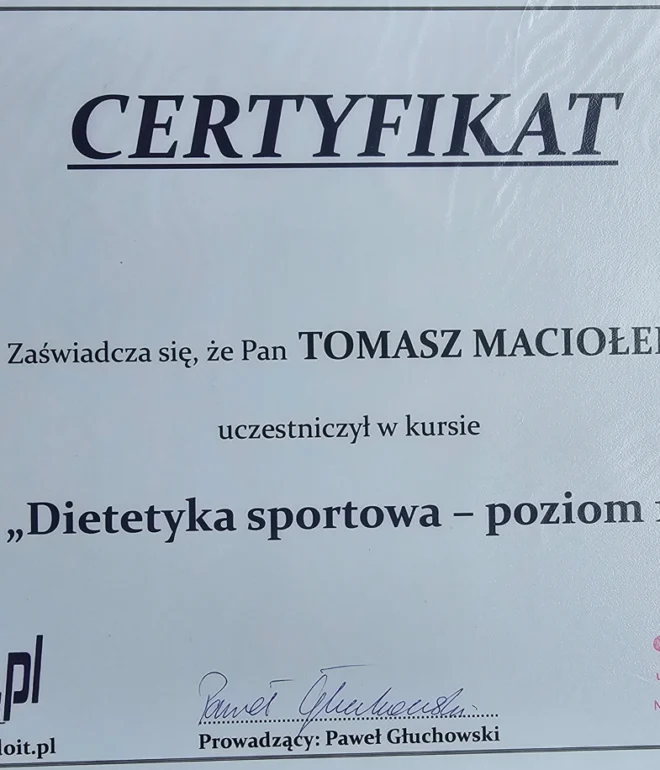 CERTYFIKAT
Zaświadcza się, że Pan TOMASZ MACIOŁE
uczestniczył w kursie
„Dietetyka sportowa – poziom
.pl
Paweł Głuchowski
loit.pl
Prowadzący: Paweł Głuchowski